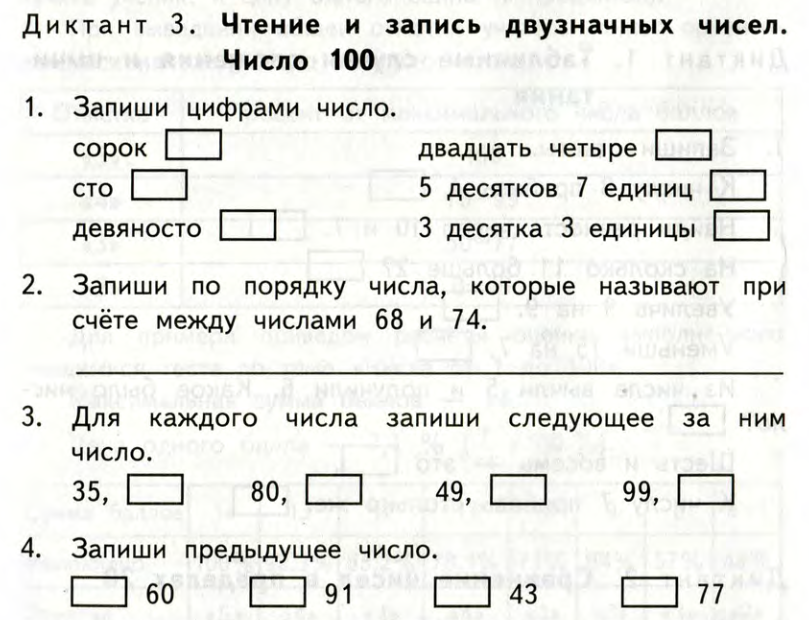 Диктант 3. Чтение и запись двузначных чисел.
Число 100
1. Запиши цифрами число.
сорок двадцать четыре
сто 5 десятков 7 единиц
девяносто 3 десятка 3 единицы
2. Запиши по порядку числа, которые называют при
счёте между числами 68 и 74.
3. Для каждого числа запиши следующее за ним
число.
35, 80, 49, 99,
4. Запиши предыдущее число.
60 91 43 77